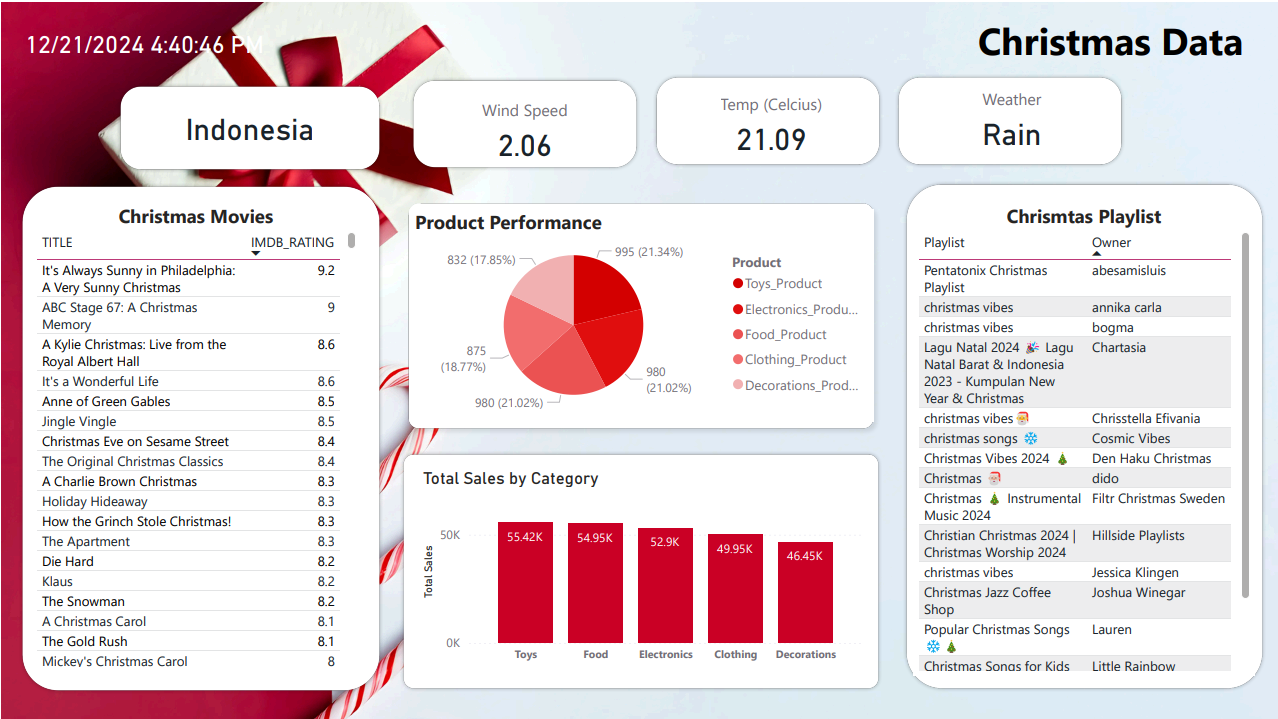 12/21/2024 4:40:46 PM
Christmas Data
Indonesia
Wind Speed
2.06
Temp (Celcius)
21.09
Weather
Rain
Christmas Movies
TITLE IMDB_RATING
It's Always Sunny in Philadelphia: 9.2
A Very Sunny Christmas
ABC Stage 67: A Christmas 9
Memory
A Kylie Christmas: Live from the 8.6
Royal Albert Hall
It's a Wonderful Life 8.6
Anne of Green Gables 8.5
Jingle Vingle 8.5
Christmas Eve on Sesame Street 8.4
The Original Christmas Classics 8.4
A Charlie Brown Christmas 8.3
Holiday Hideaway 8.3
How the Grinch Stole Christmas! 8.3
The Apartment 8.3
Die Hard 8.2
Klaus 8.2
The Snowman 8.2
A Christmas Carol 8.1
The Gold Rush 8.1
Mickey's Christmas Carol 8
Product Performance
995 (21.34%)
980
(21.02%)
980 (21.02%)
875
(18.77%)
832 (17.85%)
Product
Toys_Product
Electronics_Produ...
Food_Product
Clothing_Product
Decorations_Prod...
Total Sales by Category
Total Sales
50K
0K
55.42K
54.95K
52.9K
49.95K
46.45K
Toys
Food
Electronics
Clothing
Decorations
Chrismtas Playlist
Playlist Owner
Pentatonix Christmas abesamisluis
Playlist
christmas vibes annika carla
christmas vibes bogma
Lagu Natal 2024 🎉 Lagu Chartasia
Natal Barat & Indonesia
2023 - Kumpulan New
Year & Christmas
christmas vibes🎅🏻 Chrisstella Efivania
christmas songs ❄️ Cosmic Vibes
Christmas Vibes 2024 🎄 Den Haku Christmas
Christmas 🎅🏻 dido
Christmas 🎄 Instrumental Filtr Christmas Sweden
Music 2024
Christian Christmas 2024 | Hillside Playlists
Christmas Worship 2024
christmas vibes Jessica Klingen
Christmas Jazz Coffee Joshua Winegar
Shop
Popular Christmas Songs Lauren
❄️ 🎄
Christmas Songs for Kids Little Rainbow